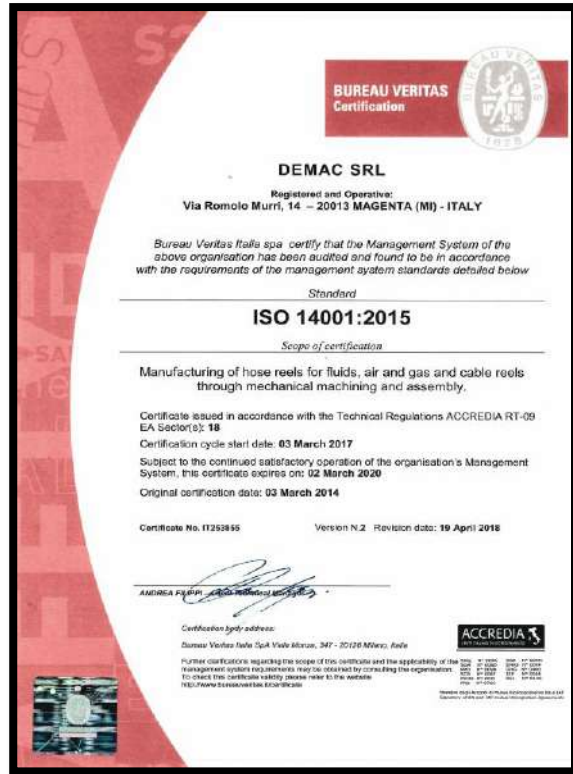 BUREAU VERITAS
Certification
BUREAU VERITAS
1828
DEMAC SRL
Registered and Operative:
Via Romolo Murri, 14 – 20013 MAGENTA (MI) - ITALY
Bureau Veritas Italia spa certify that the Management System of the
above organisation has been audited and found to be in accordance
with the requirements of the management system standards detailed below
Standard
ISO 14001:2015
Scope of certification
Manufacturing of hose reels for fluids, air and gas and cable reels
through mechanical machining and assembly.
Certificate issued in accordance with the Technical Regulations ACCREDIA RT-09
EA Sector(s): 18
Certification cycle start date: 03 March 2017
Subject to the continued satisfactory operation of the organisation's Management
System, this certificate expires on: 02 March 2020
Original certification date: 03 March 2014
Certificate No. IT253855 Version N.2 Revision date: 19 April 2018
ANDREA FILIPPI
Certification body address:
Bureau Veritas Italia SpA Viale Monza, 347 - 20126 Milano, Italia
Further clarifications regarding the scope of this certificate and the applicability of the
management system requirements may be obtained by consulting the organisation.
To check this certificate validity please refer to the website
http://www.bureauveritas.it/certificate
ACCREDIA